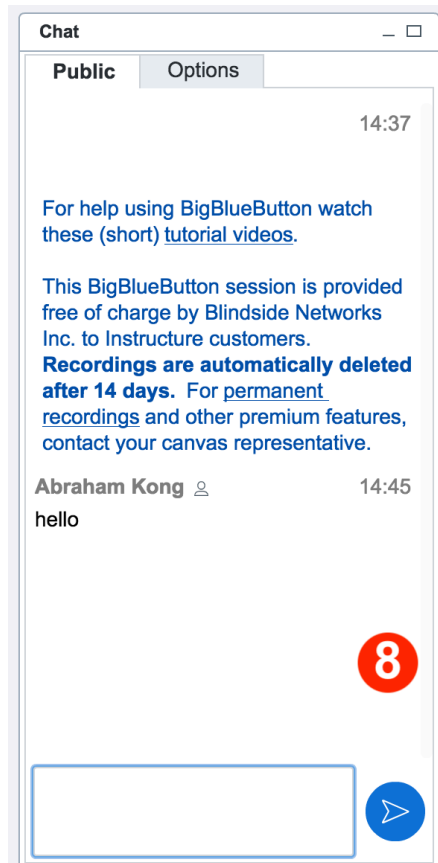 Chat
Public
Options
14:37
For help using BigBlueButton watch
these (short) tutorial videos.
This BigBlueButton session is provided
free of charge by Blindside Networks
Inc. to Instructure customers.
Recordings are automatically deleted
after 14 days. For permanent
recordings and other premium features,
contact your canvas representative.
Abraham Kong 14:45
hello
8